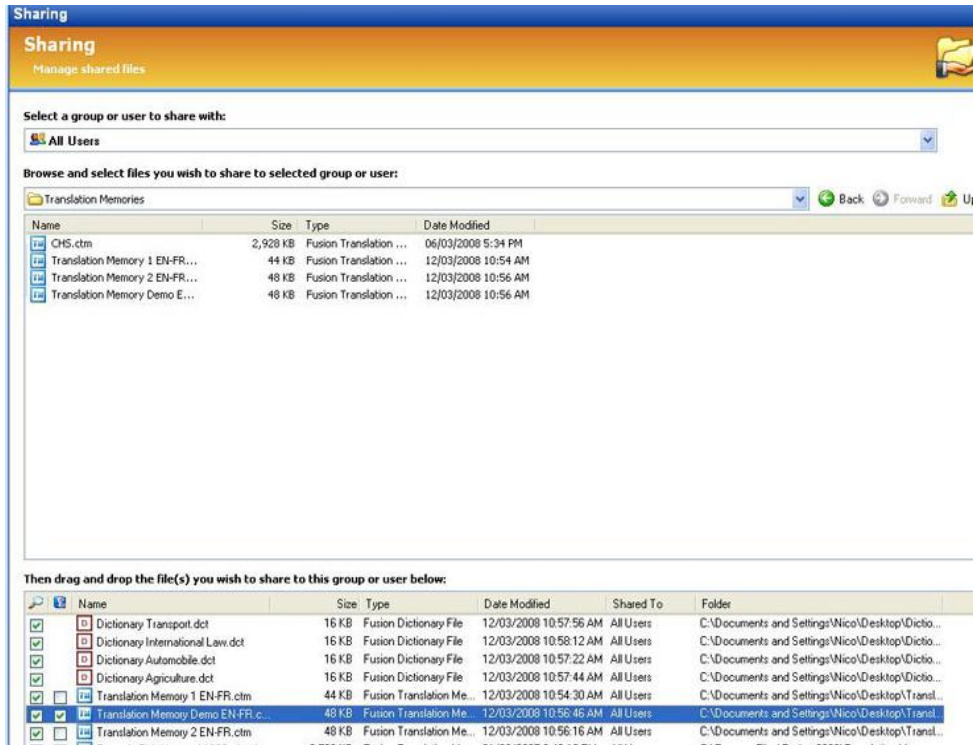 Sharing
Sharing
Manage shared files
Select a group or user to share with:
All Users
Browse and select files you wish to share to selected group or user:
Translation Memories Back Forward Up
Name Size Type Date Modified
CHS.ctm 2,928 KB Fusion Translation ... 06/03/2008 5:34 PM
Translation Memory 1 EN-FR... 44 KB Fusion Translation ... 12/03/2008 10:54 AM
Translation Memory 2 EN-FR... 48 KB Fusion Translation ... 12/03/2008 10:56 AM
Translation Memory Demo E... 48 KB Fusion Translation ... 12/03/2008 10:56 AM
Then drag and drop the file(s) you wish to share to this group or user below:
Name Size Type Date Modified Shared To Folder
Dictionary Transport.dct 16 KB Fusion Dictionary File 12/03/2008 10:57:56 AM All Users C:\Documents and Settings\Nico\Desktop\Dictio...
Dictionary International Law.dct 16 KB Fusion Dictionary File 12/03/2008 10:58:12 AM All Users C:\Documents and Settings\Nico\Desktop\Dictio...
Dictionary Automobile.dct 16 KB Fusion Dictionary File 12/03/2008 10:57:22 AM All Users C:\Documents and Settings\Nico\Desktop\Dictio...
Dictionary Agriculture.dct 16 KB Fusion Dictionary File 12/03/2008 10:57:44 AM All Users C:\Documents and Settings\Nico\Desktop\Dictio...
Translation Memory 1 EN-FR.ctm 44 KB Fusion Translation Me... 12/03/2008 10:54:30 AM All Users C:\Documents and Settings\Nico\Desktop\Transl...
Translation Memory Demo EN-FR.c... 48 KB Fusion Translation Me... 12/03/2008 10:56:46 AM All Users C:\Documents and Settings\Nico\Desktop\Transl...
Translation Memory 2 EN-FR.ctm 48 KB Fusion Translation Me... 12/03/2008 10:56:16 AM All Users C:\Documents and Settings\Nico\Desktop\Transl...